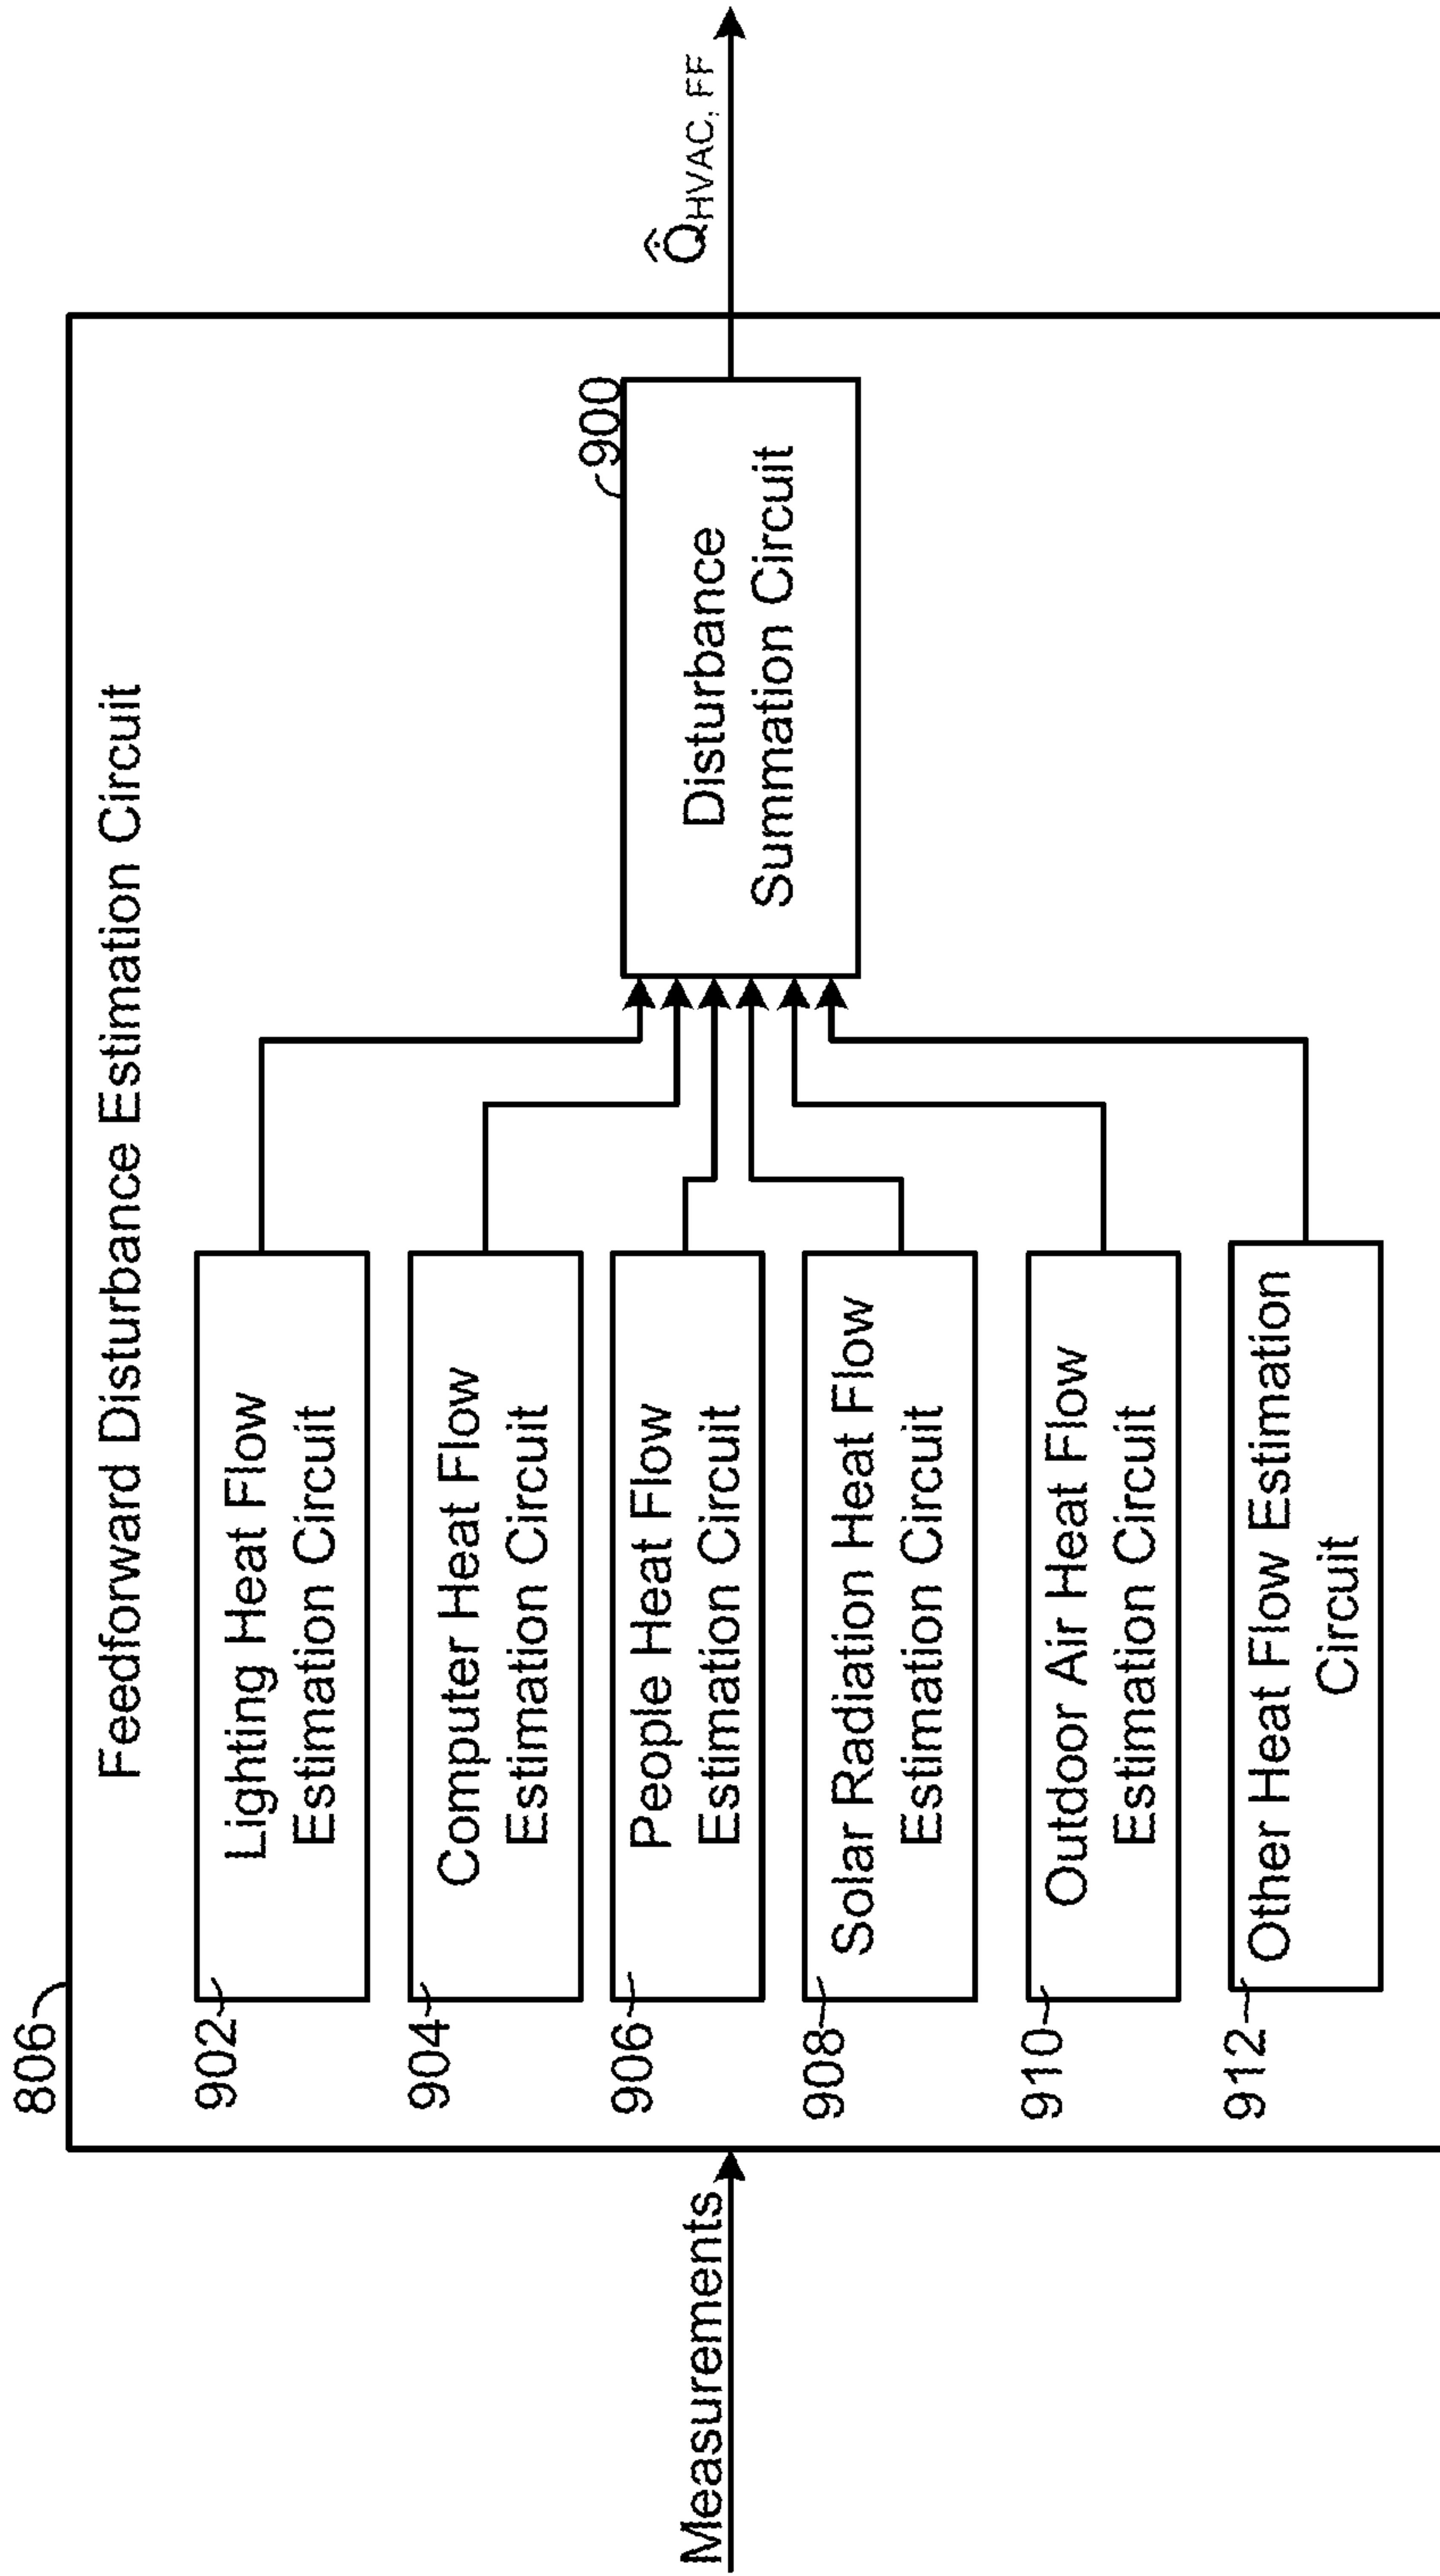 806
Feedforward Disturbance Estimation Circuit
902
Lighting Heat Flow
Estimation Circuit
904
Computer Heat Flow
Estimation Circuit
906
People Heat Flow
Estimation Circuit
908
Solar Radiation Heat Flow
Estimation Circuit
910
Outdoor Air Heat Flow
Estimation Circuit
912
Other Heat Flow Estimation
Circuit
Measurements
900
Disturbance
Summation Circuit
Q̂HVAC, FF